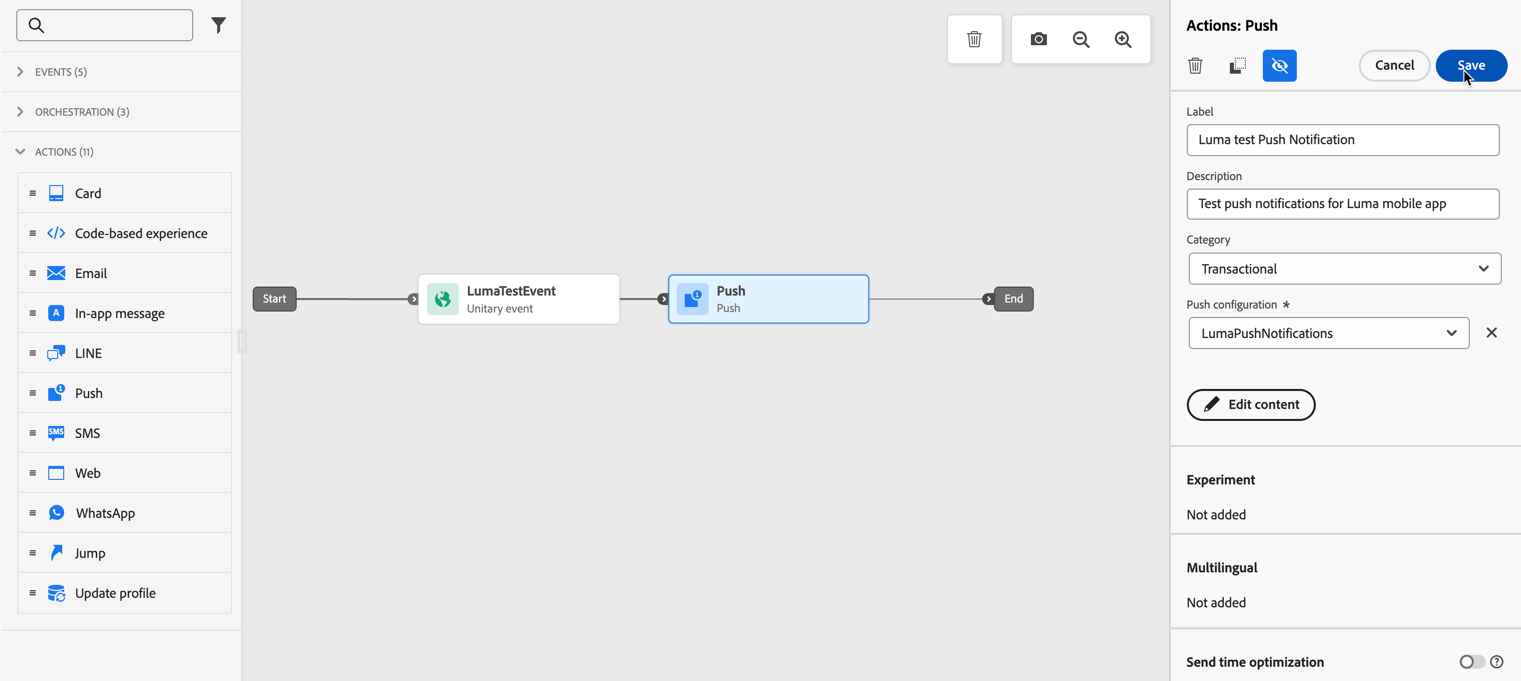 EVENTS (5)
ORCHESTRATION (3)
ACTIONS (11)
Card
Code-based experience
Email
A
In-app message
LINE
1
Push
SMS
SMS
Web
WhatsApp
Jump
Update profile
Start
LumaTestEvent
Unitary event
1
Push
Push
End
Actions: Push
Cancel
Save
Label
Luma test Push Notification
Description
Test push notifications for Luma mobile app
Category
Transactional
Push configuration *
LumaPushNotifications
Edit content
Experiment
Not added
Multilingual
Not added
Send time optimization
?